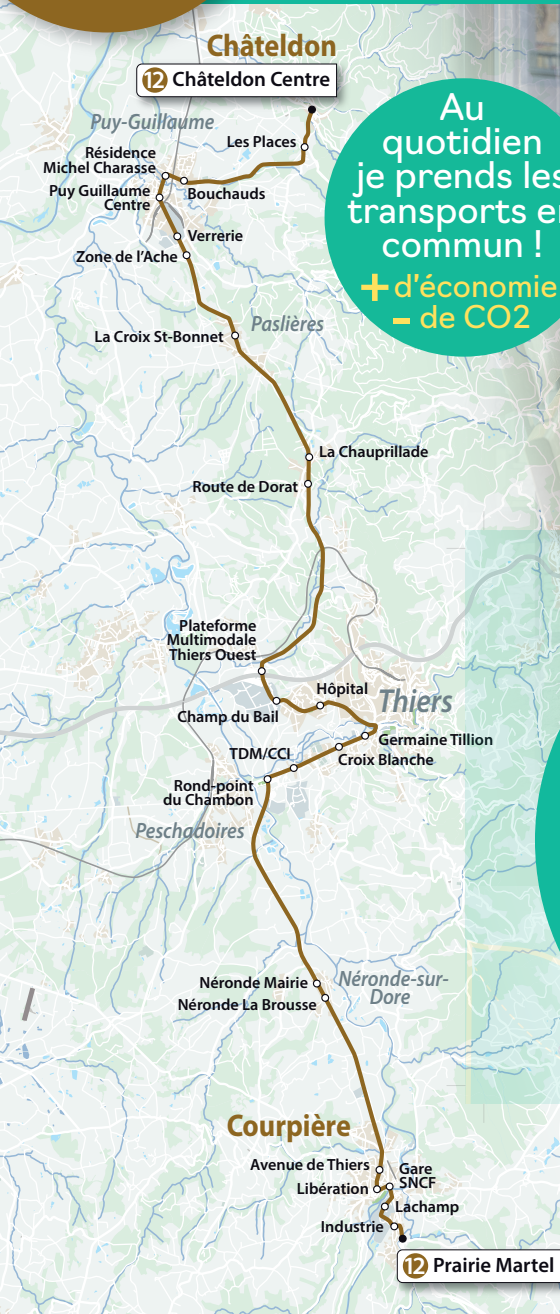 Châteldon
12 Châteldon Centre
Puy-Guillaume
Les Places
Résidence
Michel Charasse
Bouchauds
Puy Guillaume
Centre
Verrerie
Zone de l'Ache
Au
quotidien
je prends les
transports en
commun !
+ d'économie
- de CO2
Paslières
La Croix St-Bonnet
La Chauprillade
Route de Dorat
Plateforme
Multimodale
Thiers Ouest
Hôpital
Thiers
Champ du Bail
Germaine Tillion
TDM/CCI
Croix Blanche
Rond-point
du Chambon
Peschadoires
Néronde Mairie
Néronde-sur-
Dore
Néronde La Brousse
Courpière
Avenue de Thiers
Gare
SNCF
Libération
Lachamp
Industrie
12 Prairie Martel